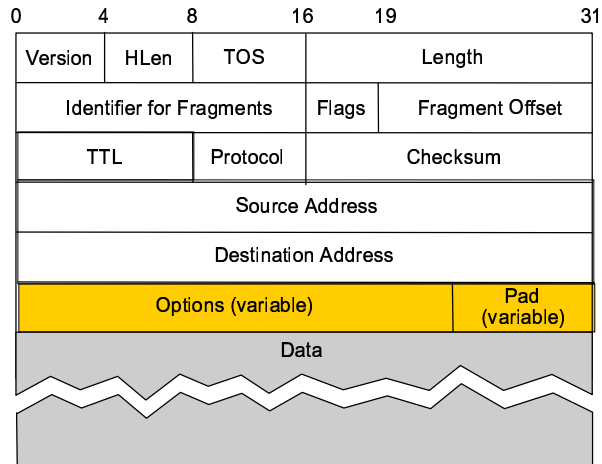 0 4 8 16 19 31
Version HLen TOS Length
Identifier for Fragments Flags Fragment Offset
TTL Protocol Checksum
Source Address
Destination Address
Options (variable) Pad
(variable)
Data